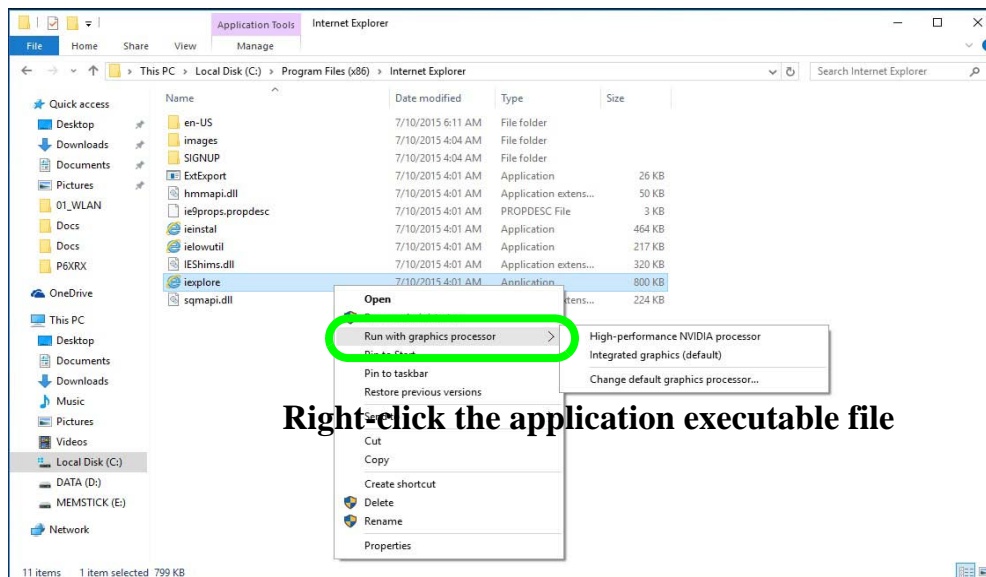 Application Tools Internet Explorer
File Home Share View Manage
This PC > Local Disk (C:) > Program Files (x86) > Internet Explorer Search Internet Explorer
Name Date modified Type Size
Quick access
Desktop
Downloads
Documents
Pictures
01_WLAN
Docs
Docs
P6XRX
OneDrive
This PC
Desktop
Documents
Downloads
Music
Pictures
Videos
Local Disk (C:)
DATA (D:)
MEMSTICK (E:)
Network
en-US 7/10/2015 6:11 AM File folder
images 7/10/2015 4:04 AM File folder
SIGNUP 7/10/2015 4:04 AM File folder
ExtExport 7/10/2015 4:01 AM Application 26 KB
hmmapi.dll 7/10/2015 4:01 AM Application extens... 50 KB
ie9props.propdesc 7/10/2015 4:01 AM PROPDESC File 3 KB
ieinstal 7/10/2015 4:01 AM Application 464 KB
ielowutil 7/10/2015 4:01 AM Application 217 KB
IEShims.dll 7/10/2015 4:01 AM Application extens... 320 KB
iexplore 7/10/2015 4:01 AM Application 800 KB
sqmapi.dll xtens... 224 KB
Open
Run with graphics processor
Pin to Start
Pin to taskbar
Restore previous versions
Cut
Copy
Create shortcut
Delete
Rename
Properties
High-performance NVIDIA processor
Integrated graphics (default)
Change default graphics processor...
Right-click the application executable file
11 items 1 item selected 799 KB